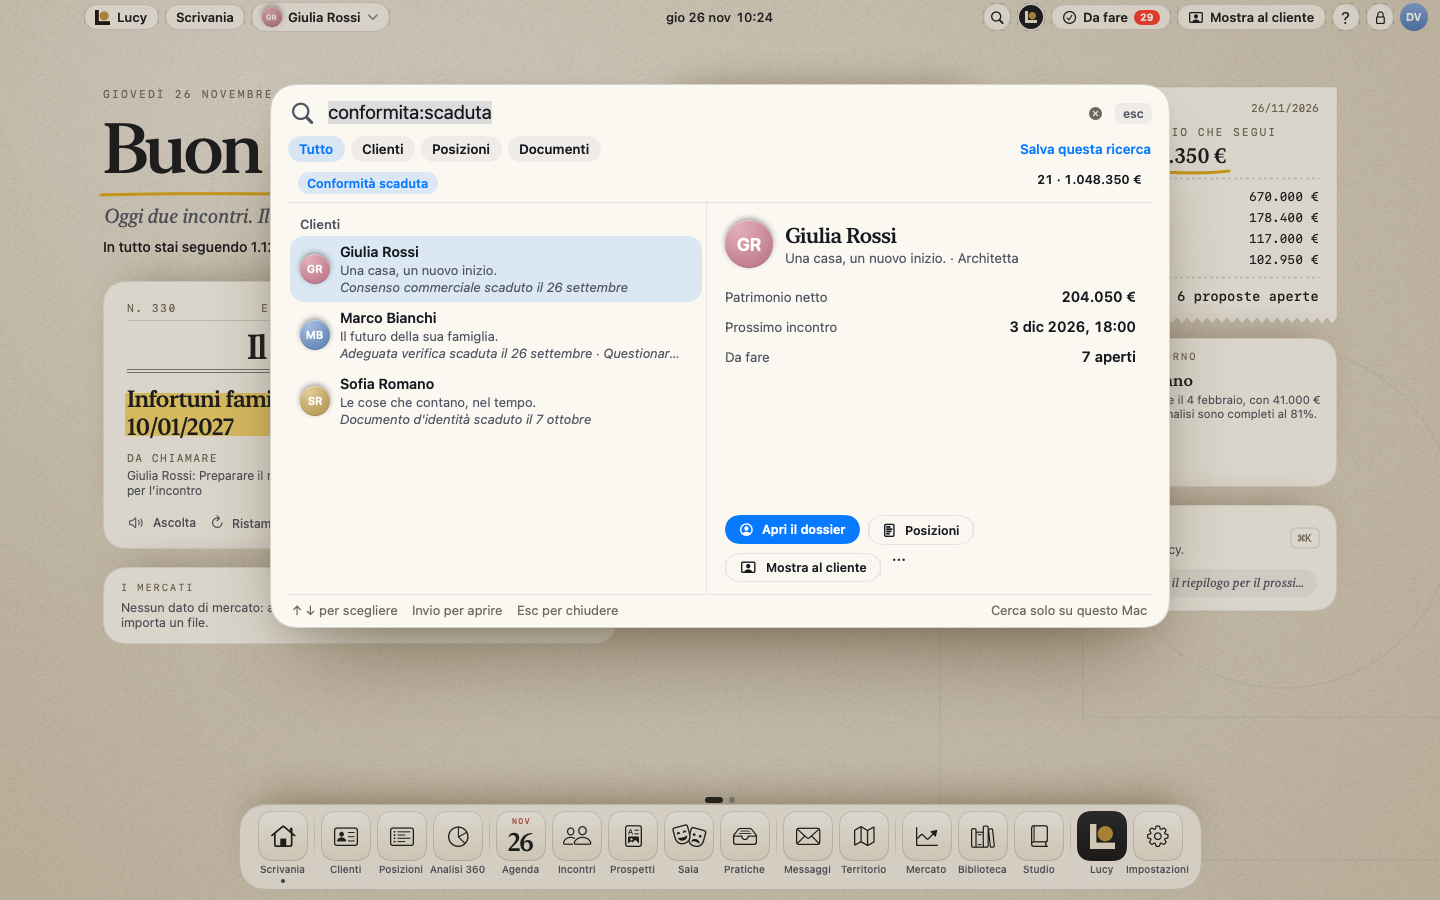 Lucy
Scrivania
GR Giulia Rossi
gio 26 nov 10:24
Da fare 29
Mostra al cliente
?
DV
GIOVEDÌ 26 NOVEMBRE
Buon
Oggi due incontri. Il
In tutto stai seguendo 1.12
N. 330
E
Il
Infortuni fami
10/01/2027
DA CHIAMARE
Giulia Rossi: Preparare il r
per l'incontro
Ascolta
Ristam
I MERCATI
Nessun dato di mercato: a
importa un file.
conformita:scaduta
esc
Tutto
Clienti
Posizioni
Documenti
Salva questa ricerca
Conformità scaduta
21 · 1.048.350 €
Clienti
GR
Giulia Rossi
Una casa, un nuovo inizio.
Consenso commerciale scaduto il 26 settembre
MB
Marco Bianchi
Il futuro della sua famiglia.
Adeguata verifica scaduta il 26 settembre · Questionar...
SR
Sofia Romano
Le cose che contano, nel tempo.
Documento d'identità scaduto il 7 ottobre
GR
Giulia Rossi
Una casa, un nuovo inizio. · Architetta
Patrimonio netto 204.050 €
Prossimo incontro 3 dic 2026, 18:00
Da fare 7 aperti
Apri il dossier
Posizioni
Mostra al cliente
...
↑ ↓ per scegliere
Invio per aprire
Esc per chiudere
Cerca solo su questo Mac
26/11/2026
IO CHE SEGUI
.350 €
670.000 €
178.400 €
117.000 €
102.950 €
6 proposte aperte
RNO
ano
e il 4 febbraio, con 41.000 €
nalisi sono completi al 81%.
⌘K
cy.
il riepilogo per il prossi...
NOV
26
Scrivania
Clienti
Posizioni
Analisi 360
Agenda
Incontri
Prospetti
Sala
Pratiche
Messaggi
Territorio
Mercato
Biblioteca
Studio
Lucy
Impostazioni